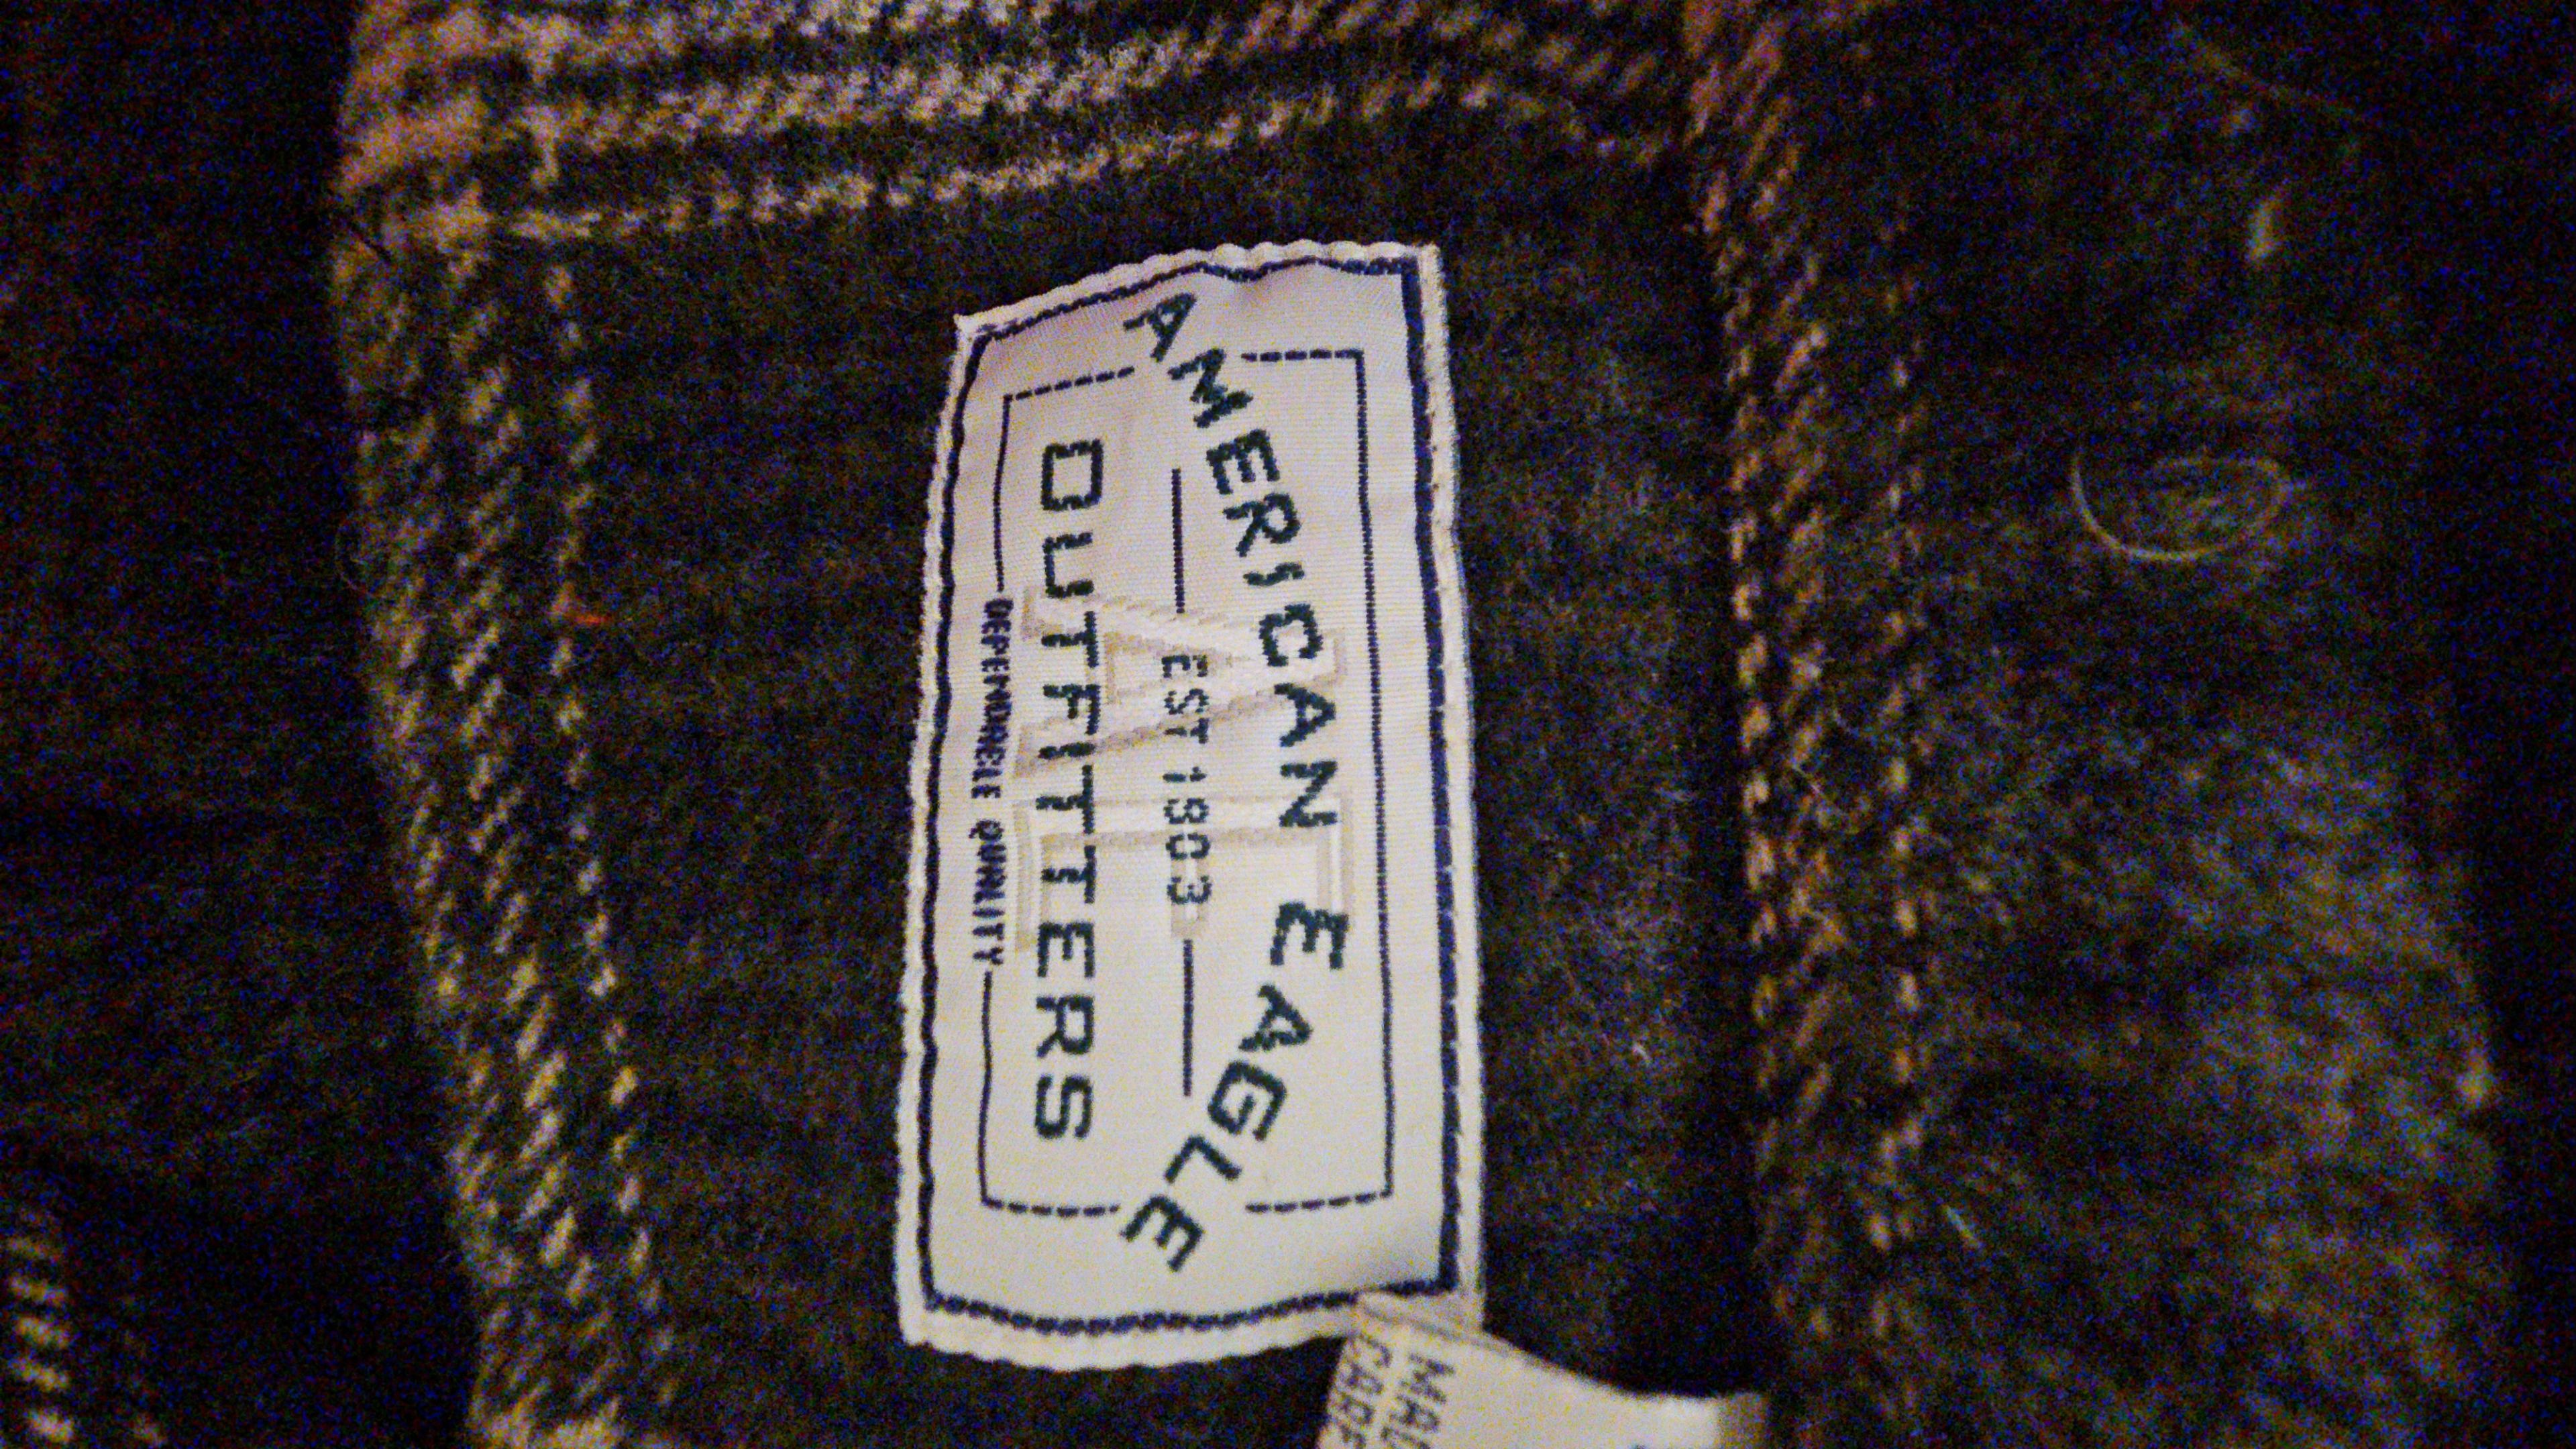 AMERICAN EAGLE
EST 1803
OUTFITTERS
DEPENDABLE QUALITY